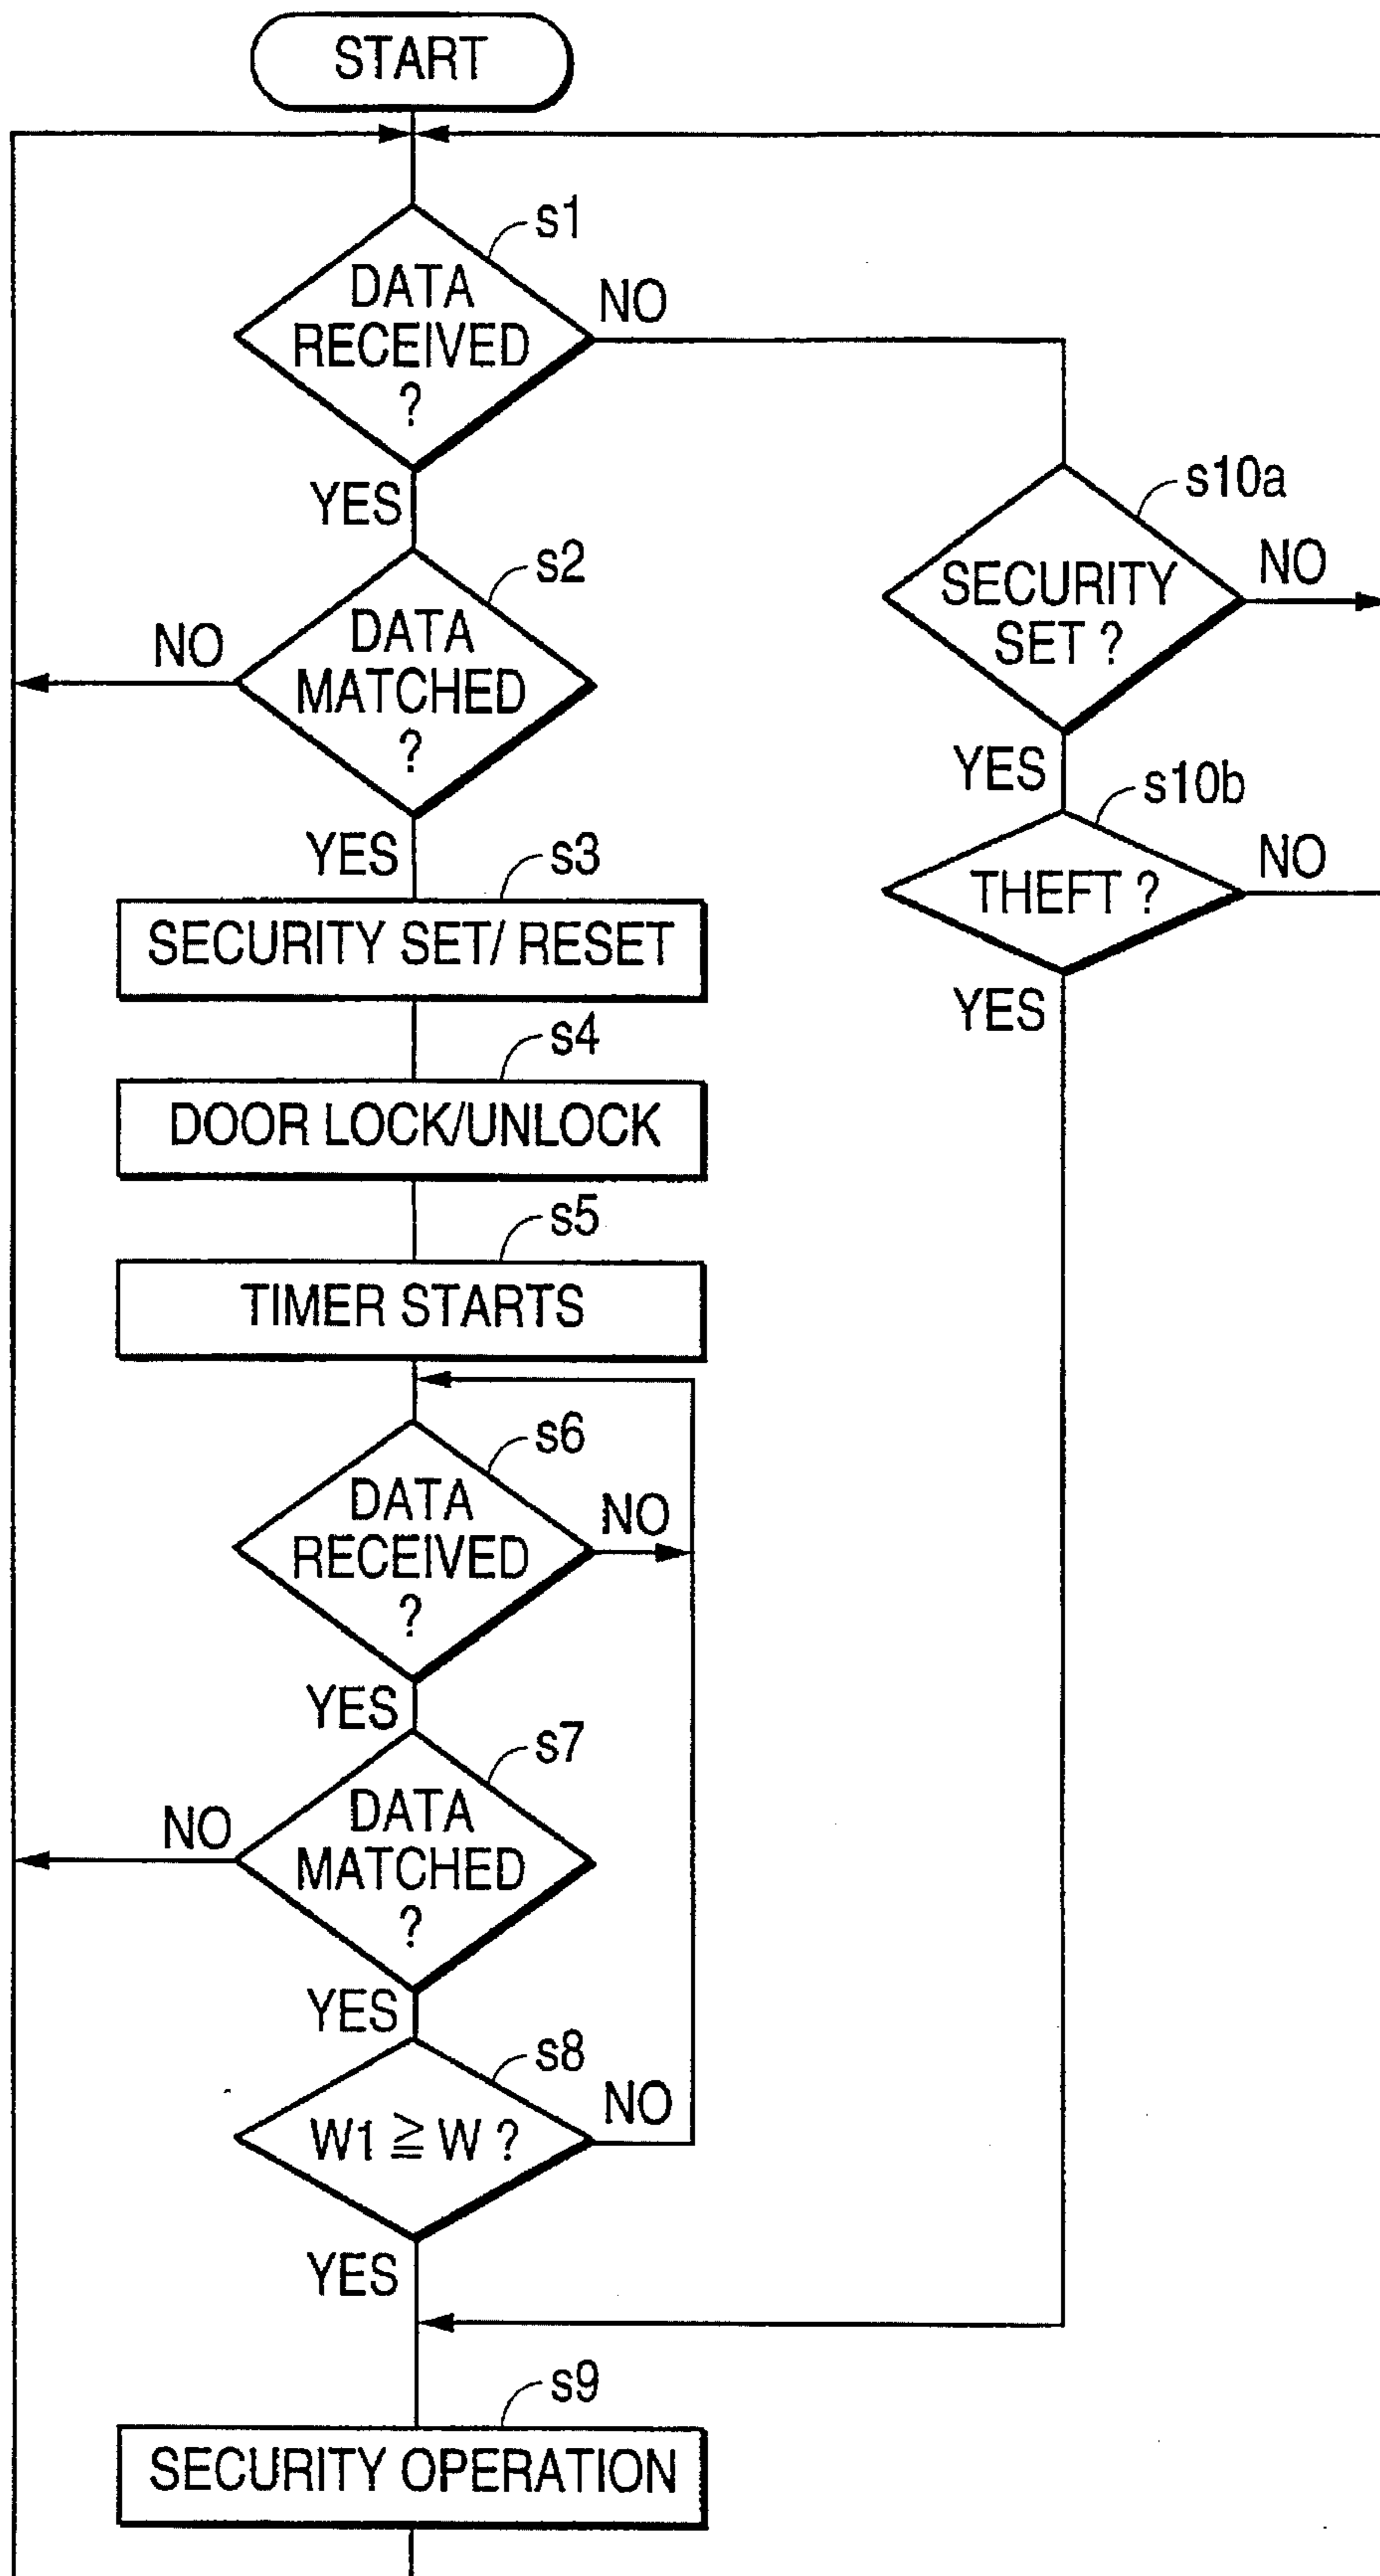 START
s1
DATA
RECEIVED
?
NO
YES
s10a
SECURITY
SET ?
NO
YES
s2
DATA
MATCHED
?
NO
YES
s10b
THEFT ?
NO
YES
s3
SECURITY SET/ RESET
s4
DOOR LOCK/UNLOCK
s5
TIMER STARTS
s6
DATA
RECEIVED
?
NO
YES
s7
DATA
MATCHED
?
NO
YES
s8
W1 ≧ W ?
NO
YES
s9
SECURITY OPERATION